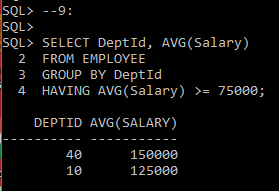 SQL> --9:
SQL>
SQL> SELECT DeptId, AVG(Salary)
  2  FROM EMPLOYEE
  3  GROUP BY DeptId
  4  HAVING AVG(Salary) >= 75000;
    DEPTID AVG(SALARY)
---------- -----------
        40      150000
        10      125000